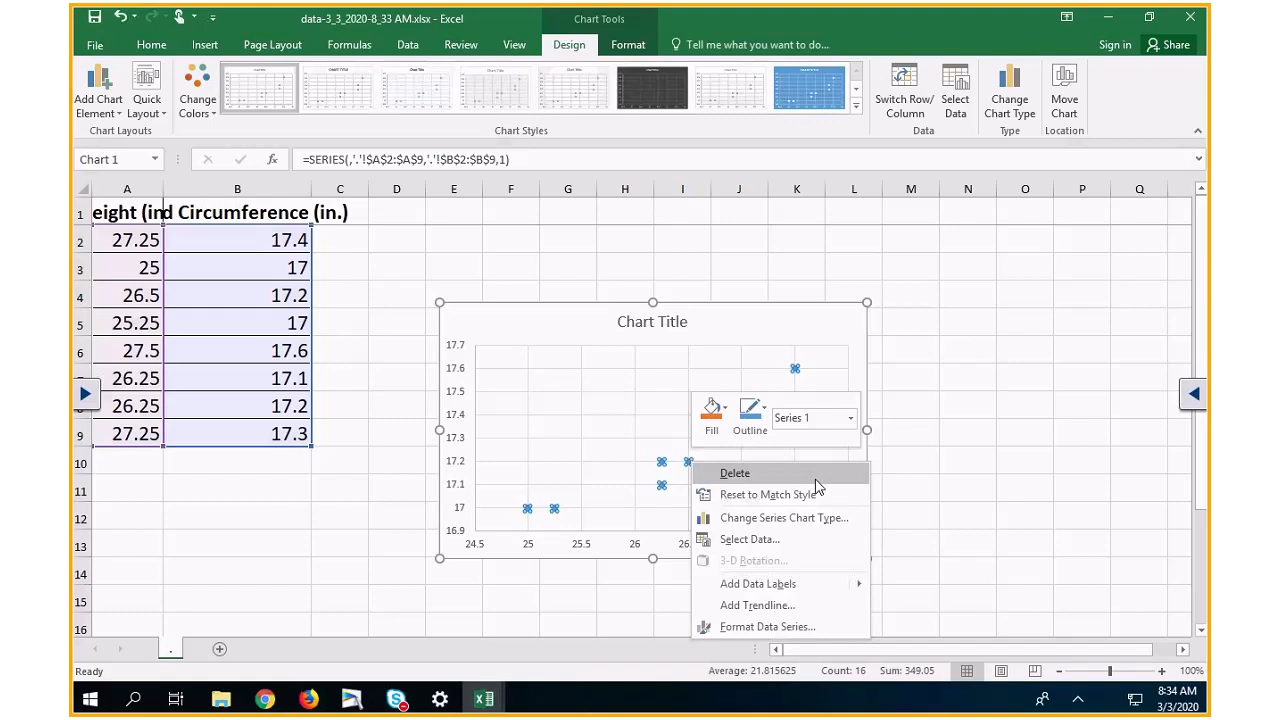 data-3_3_2020-8_33 AM.xlsx - Excel
Chart Tools
File Home Insert Page Layout Formulas Data Review View Design Format Tell me what you want to do... Sign in Share
Add Chart Element
Quick Layout
Change Colors
Switch Row/ Column
Select Data
Change Chart Type
Move Chart
Chart Layouts
Chart Styles
Data
Type
Location
Chart 1
fx
=SERIES(,'.'!$A$2:$A$9,'.'!$B$2:$B$9,1)
A B C D E F G H I J K L M N O P Q
1 eight (in d Circumference (in.)
2 27.25 17.4
3 25 17
4 26.5 17.2
5 25.25 17
6 27.5 17.6
26.25 17.1
26.25 17.2
9 27.25 17.3
10
11
12
13
14
15
16
Chart Title
17.7
17.6
17.5
17.4
17.3
17.2
17.1
17
16.9
24.5 25 25.5 26
Fill
Outline
Series 1
Delete
Reset to Match Style
Change Series Chart Type...
Select Data...
3-D Rotation...
Add Data Labels
Add Trendline...
Format Data Series...
.
Ready
Average: 21.815625 Count: 16 Sum: 349.05
100%
8:34 AM
3/3/2020